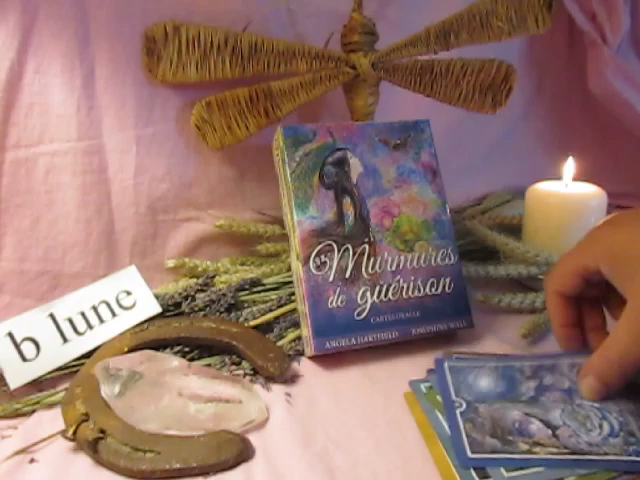 b lune
Murmures
de guérison
CARTES ORACLE
ANGELA HARTFIELD JOSEPHINE WALL